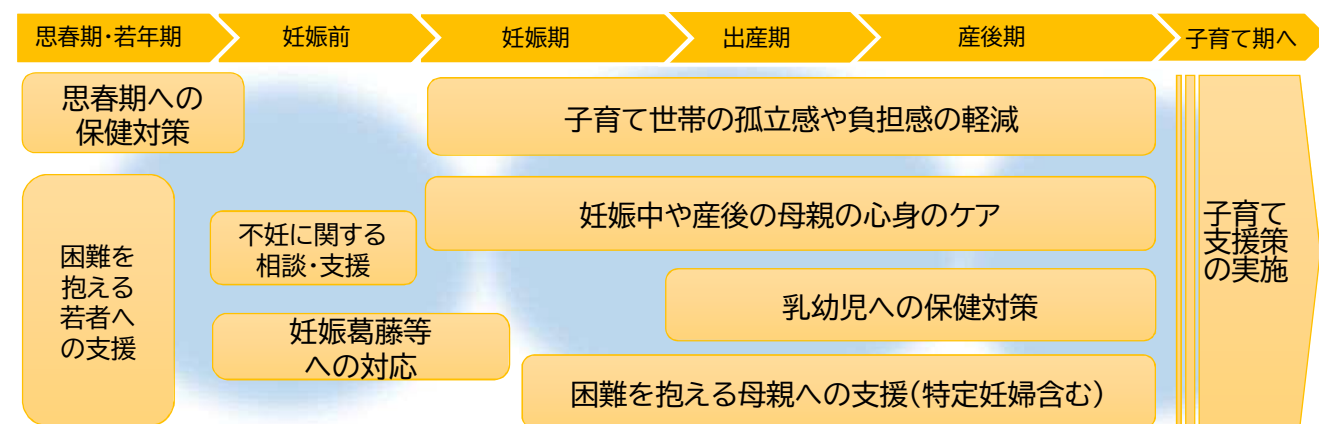 思春期・若年期
妊娠前
妊娠期
出産期
産後期
子育て期へ
思春期への
保健対策
子育て世帯の孤立感や負担感の軽減
困難を
抱える
若者へ
の支援
不妊に関する
相談・支援
妊娠中や産後の母親の心身のケア
妊娠葛藤等
への対応
乳幼児への保健対策
困難を抱える母親への支援(特定妊婦含む)
子育て
支援策
の実施